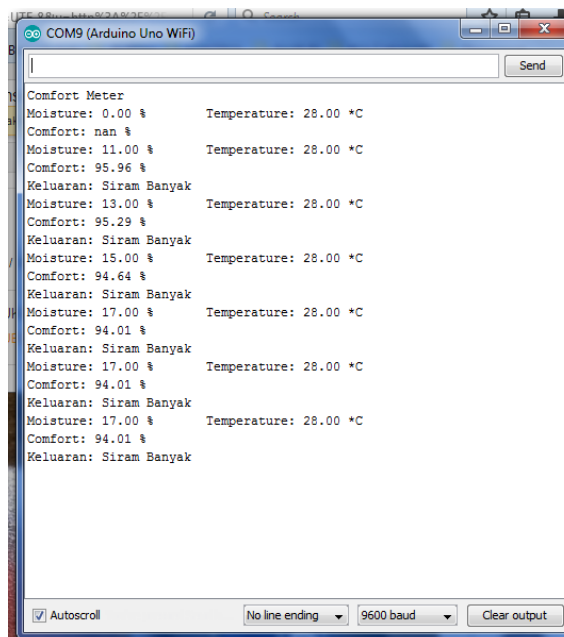 COM9 (Arduino Uno WiFi)
Send
Comfort Meter
Moisture: 0.00 % Temperature: 28.00 *C
Comfort: nan %
Moisture: 11.00 % Temperature: 28.00 *C
Comfort: 95.96 %
Keluaran: Siram Banyak
Moisture: 13.00 % Temperature: 28.00 *C
Comfort: 95.29 %
Keluaran: Siram Banyak
Moisture: 15.00 % Temperature: 28.00 *C
Comfort: 94.64 %
Keluaran: Siram Banyak
Moisture: 17.00 % Temperature: 28.00 *C
Comfort: 94.01 %
Keluaran: Siram Banyak
Moisture: 17.00 % Temperature: 28.00 *C
Comfort: 94.01 %
Keluaran: Siram Banyak
Moisture: 17.00 % Temperature: 28.00 *C
Comfort: 94.01 %
Keluaran: Siram Banyak
Autoscroll No line ending 9600 baud Clear output